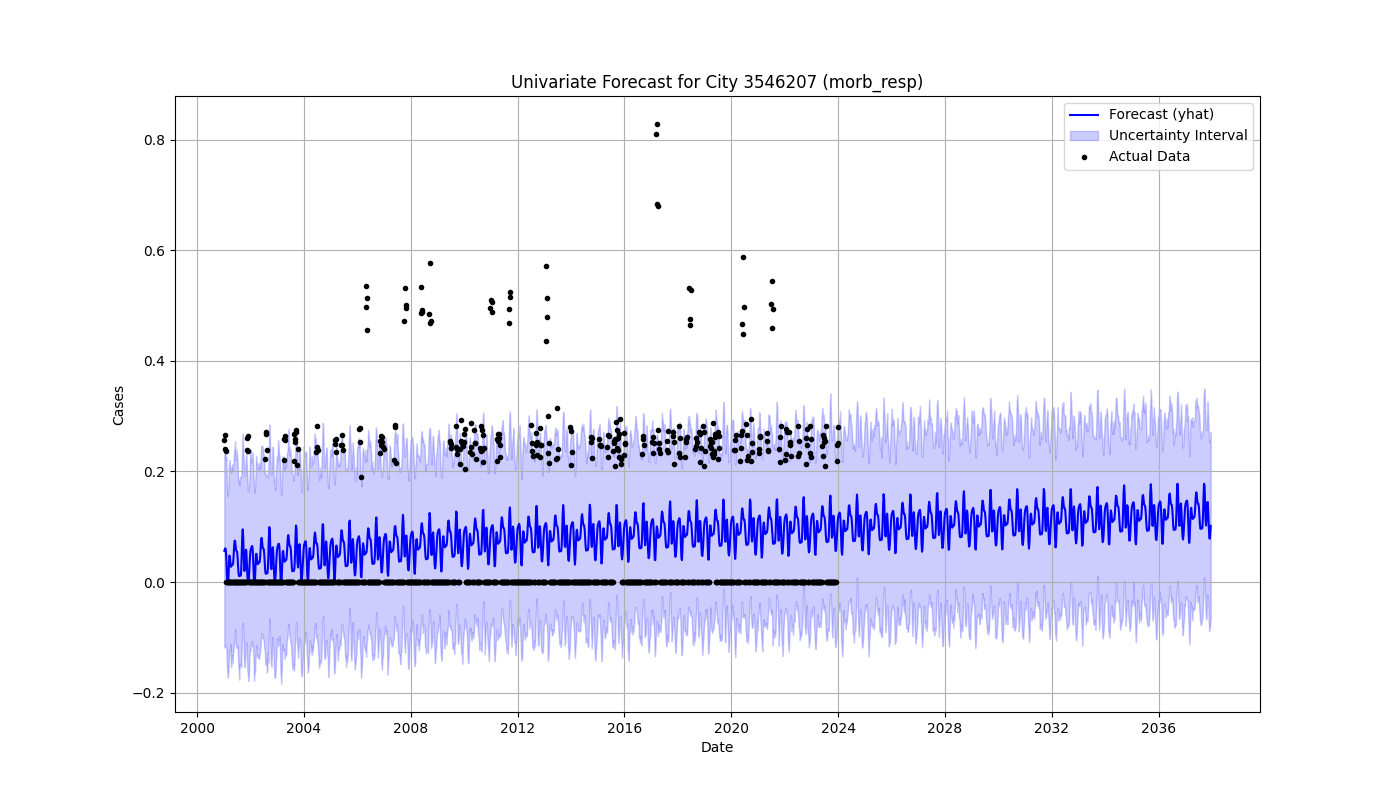 Univariate Forecast for City 3546207 (morb_resp)
Forecast (yhat)
Uncertainty Interval
Actual Data
Cases
0.8
0.6
0.4
0.2
0.0
−0.2
2000 2004 2008 2012 2016 2020 2024 2028 2032 2036
Date